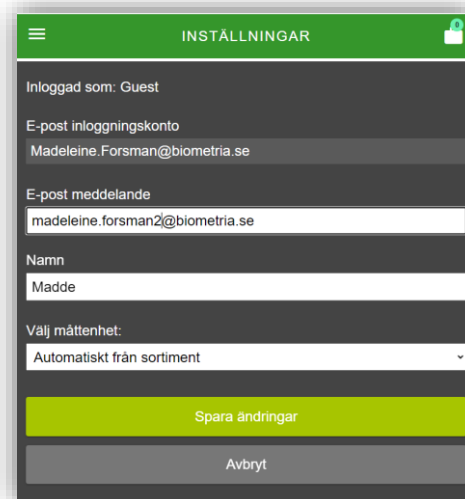 INSTÄLLNINGAR
0
Inloggad som: Guest
E-post inloggningskonto
Madeleine.Forsman@biometria.se
E-post meddelande
madeleine.forsman2@biometria.se
Namn
Madde
Välj måttenhet:
Automatiskt från sortiment
Spara ändringar
Avbryt